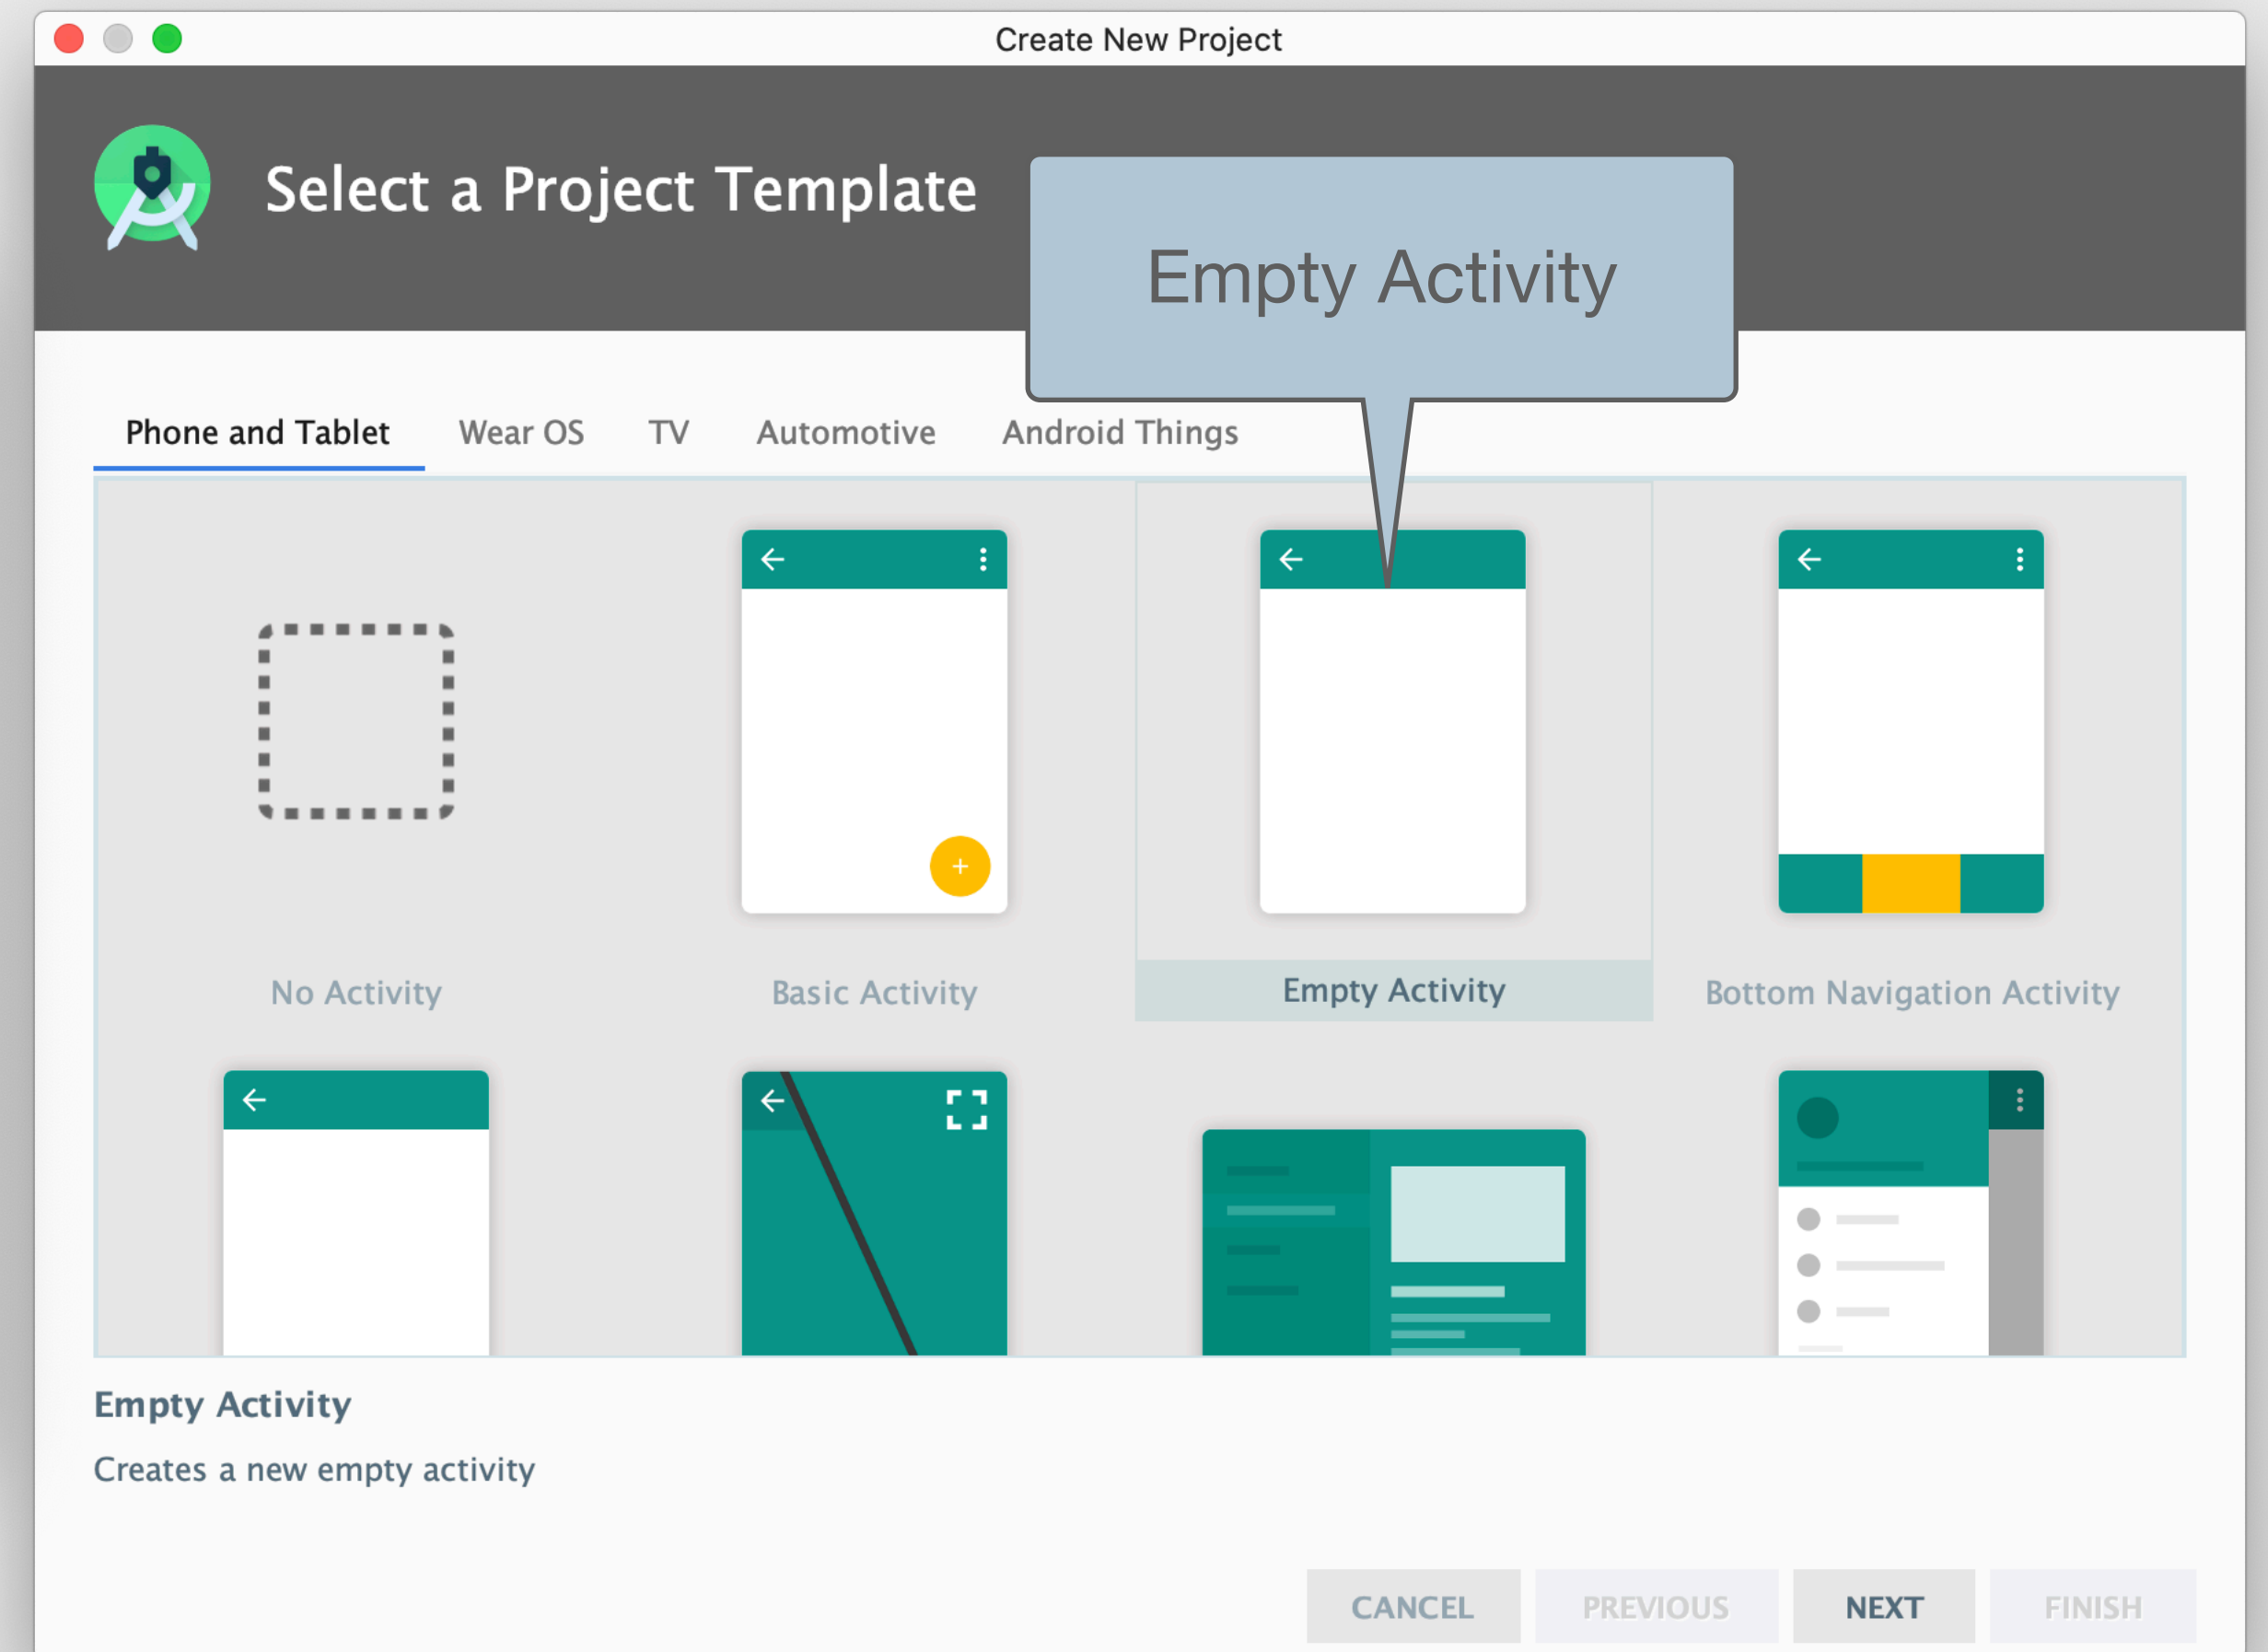 Create New Project
Select a Project Template
Empty Activity
Phone and Tablet Wear OS TV Automotive Android Things
No Activity Basic Activity Empty Activity Bottom Navigation Activity
Empty Activity
Creates a new empty activity
CANCEL PREVIOUS NEXT FINISH